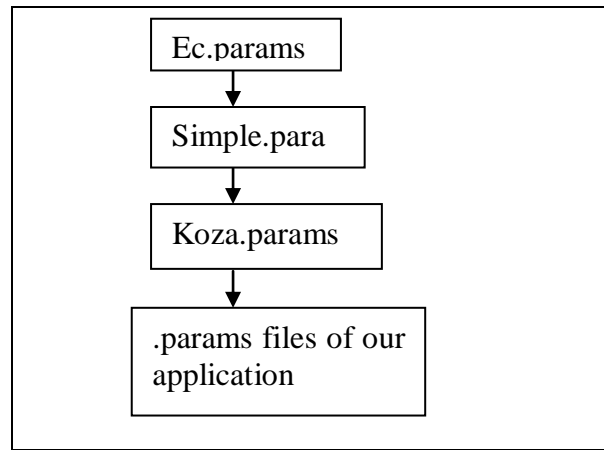 Ec.params
Simple.para
Koza.params
.params files of our
application